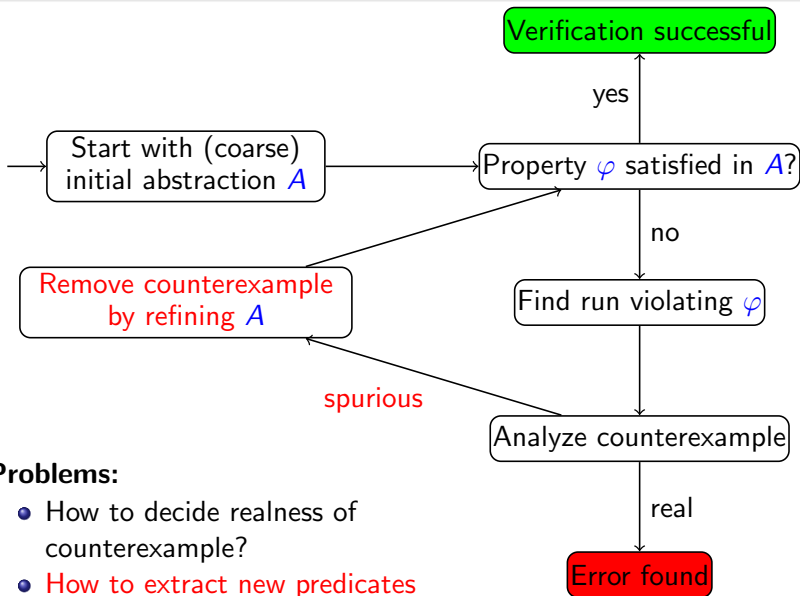 Verification successful
yes
Start with (coarse)
initial abstraction A
Property φ satisfied in A?
no
Remove counterexample
by refining A
Find run violating φ
spurious
Analyze counterexample
Problems:
How to decide realness of
counterexample?
How to extract new predicates
real
Error found